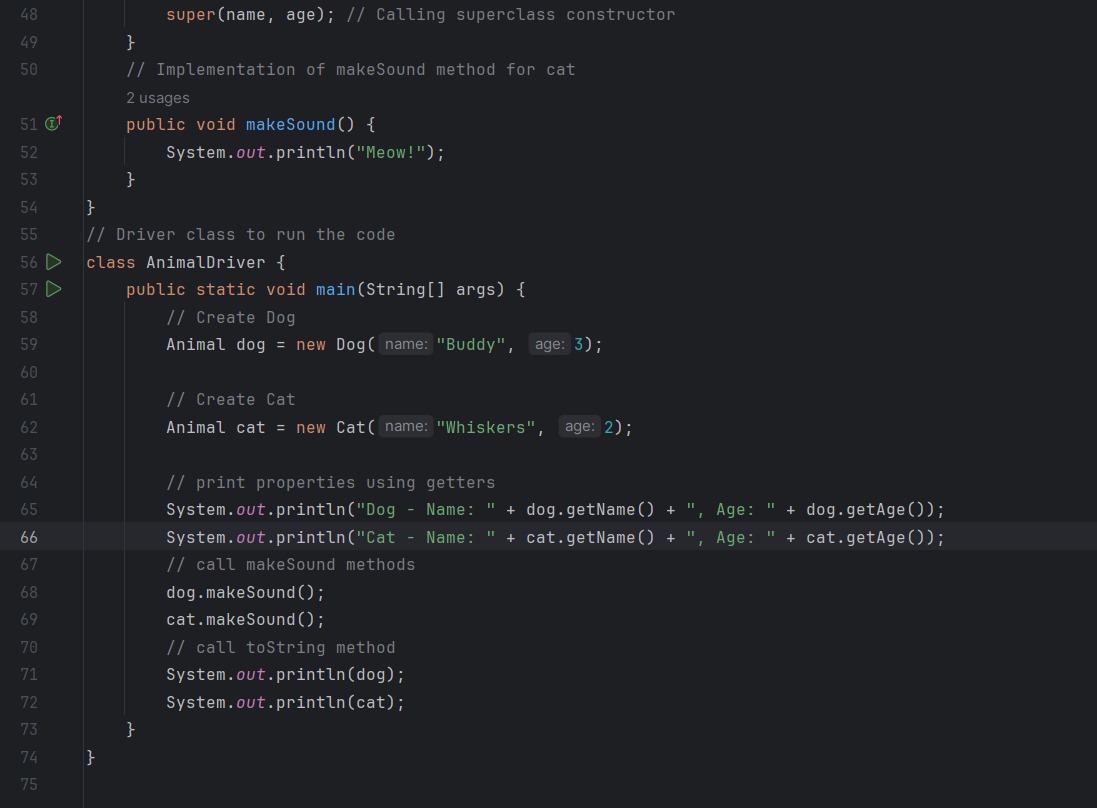 48 super(name, age); // Calling superclass constructor
49 }
50 // Implementation of makeSound method for cat
2 usages
51 public void makeSound() {
52 System.out.println("Meow!");
53 }
54 }
55 // Driver class to run the code
56 class AnimalDriver {
57 public static void main(String[] args) {
58 // Create Dog
59 Animal dog = new Dog( name: "Buddy", age: 3);
60
61 // Create Cat
62 Animal cat = new Cat( name: "Whiskers", age: 2);
63
64 // print properties using getters
65 System.out.println("Dog - Name: " + dog.getName() + ", Age: " + dog.getAge());
66 System.out.println("Cat - Name: " + cat.getName() + ", Age: " + cat.getAge());
67 // call makeSound methods
68 dog.makeSound();
69 cat.makeSound();
70 // call toString method
71 System.out.println(dog);
72 System.out.println(cat);
73 }
74 }
75